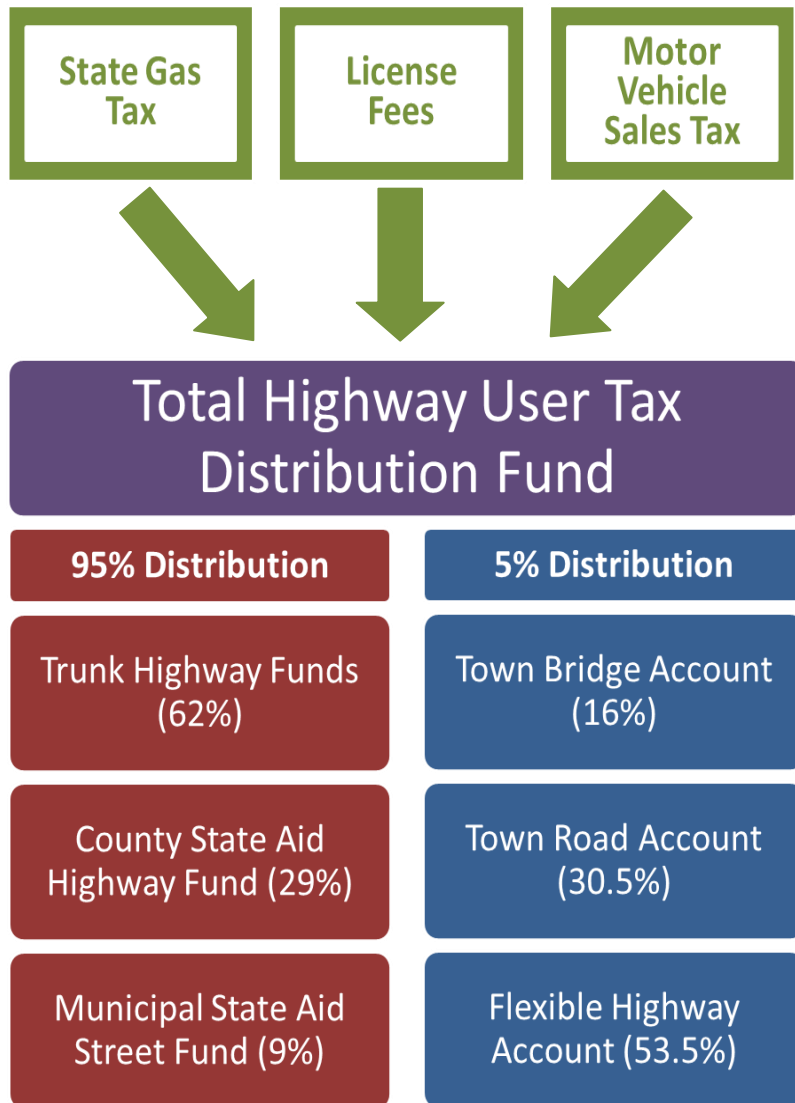 State Gas
Tax
License
Fees
Motor
Vehicle
Sales Tax
Total Highway User Tax
Distribution Fund
95% Distribution
Trunk Highway Funds
(62%)
County State Aid
Highway Fund (29%)
Municipal State Aid
Street Fund (9%)
5% Distribution
Town Bridge Account
(16%)
Town Road Account
(30.5%)
Flexible Highway
Account (53.5%)